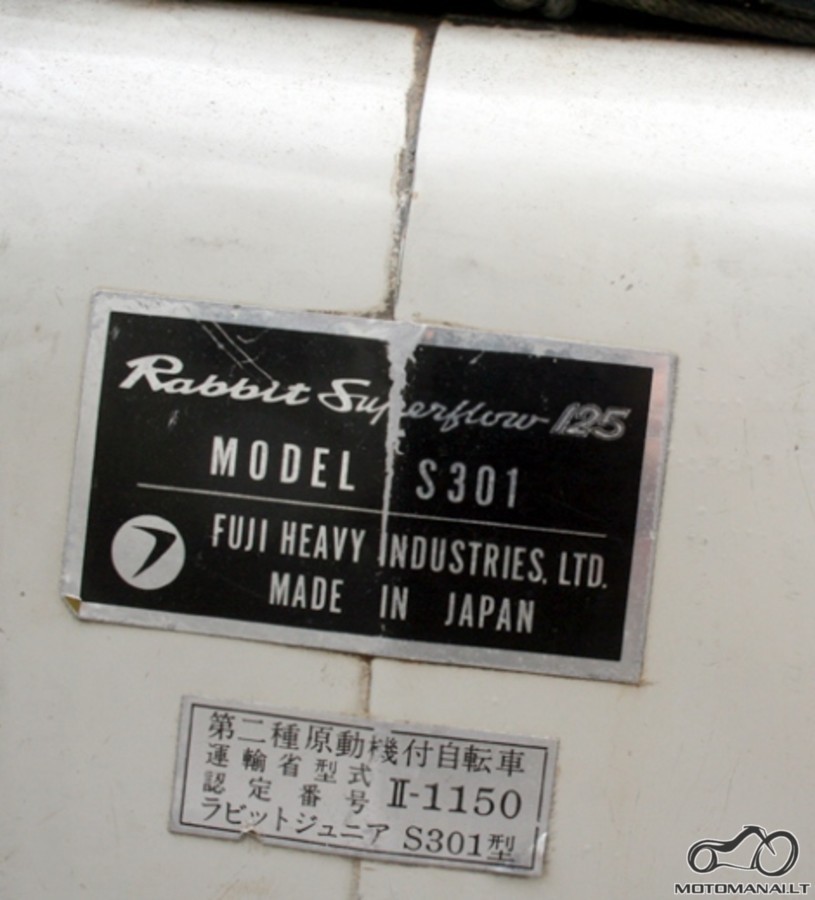 Rabbit Superflow 125
MODEL S301
FUJI HEAVY INDUSTRIES, LTD.
MADE IN JAPAN
第二種原動機付自転車
運輸省型式
認定番号 II-1150
ラビットジュニア S301型
MOTOMANAI.LT